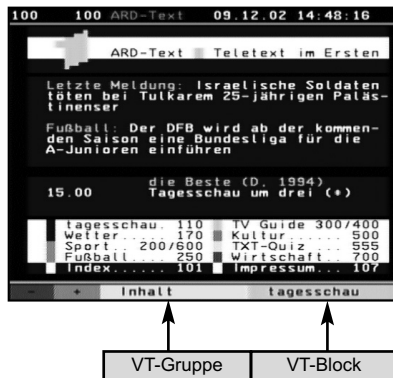 100 100 ARD-Text 09.12.02 14:48:16
ARD-Text Teletext im Ersten
Letzte Meldung: Israelische Soldaten
töten bei Tulkarem 25-jährigen Paläs-
tinenser
Fußball: Der DFB wird ab der kommen-
den Saison eine Bundesliga für die
A-Junioren einführen
die Beste (D, 1994)
15.00 Tagesschau um drei (*)
tagesschau. 110 TV Guide 300/400
Wetter..... 170 Kultur....... 500
Sport.. 200/600 TXT-Quiz..... 555
Fußball.... 250 Wirtschaft... 700
Index...... 101 Impressum... 107
- + Inhalt tagesschau
VT-Gruppe VT-Block